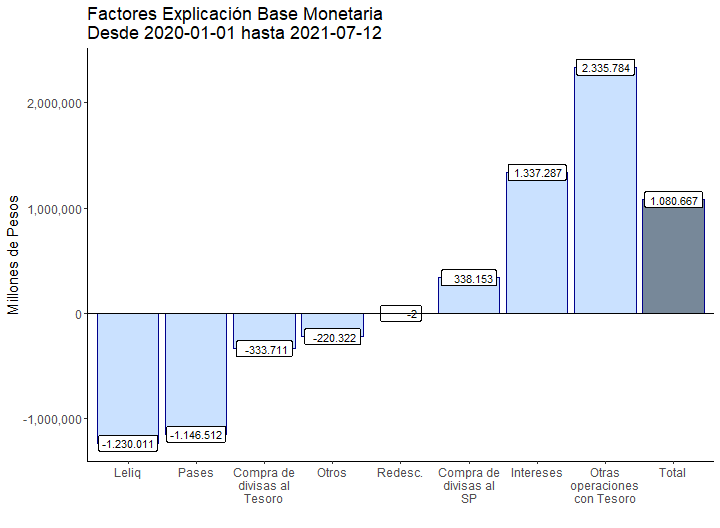 Factores Explicación Base Monetaria
Desde 2020-01-01 hasta 2021-07-12
Millones de Pesos
2,000,000
1,000,000
0
-1,000,000
-1.230.011
-1.146.512
-333.711
-220.322
-2
338.153
1.337.287
2.335.784
1.080.667
Leliq
Pases
Compra de
divisas al
Tesoro
Otros
Redesc.
Compra de
divisas al
SP
Intereses
Otras
operaciones
con Tesoro
Total